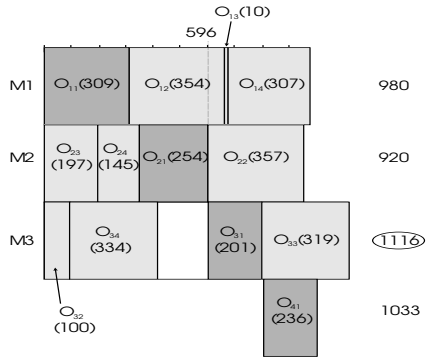 O₁₃(10)
596
M1 O₁₁(309) O₁₂(354) O₁₄(307) 980
M2 O₂₃ (197) O₂₄ (145) O₂₁(254) O₂₂(357) 920
M3 O₃₄ (334) O₃₁ (201) O₃₃(319) 1116
O₃₂ (100)
O₄₁ (236) 1033